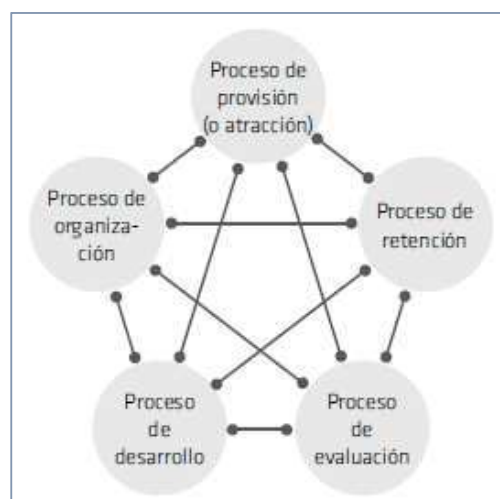 Proceso de
provisión
(o atracción)
Proceso de
organiza-
ción
Proceso de
retención
Proceso
de
desarrollo
Proceso
de
evaluación